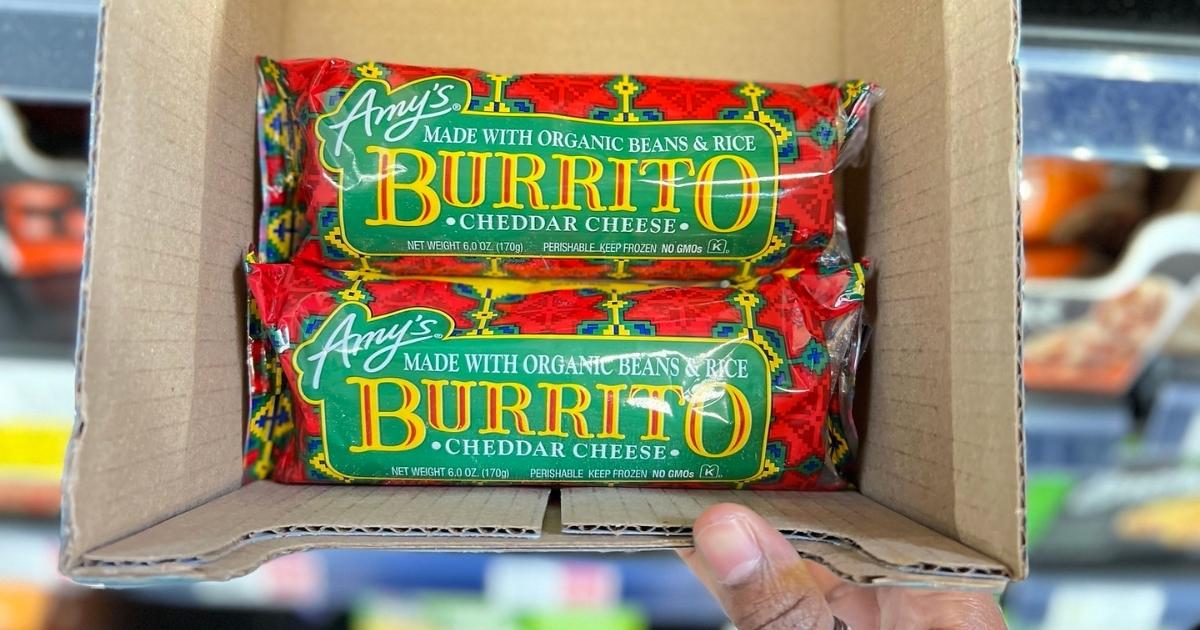 Amy's®
MADE WITH ORGANIC BEANS & RICE
BURRITO
•CHEDDAR CHEESE•
NET WEIGHT 6.0 OZ. (170g) PERISHABLE KEEP FROZEN NO GMOs K
Amy's®
MADE WITH ORGANIC BEANS & RICE
BURRITO
•CHEDDAR CHEESE•
NET WEIGHT 6.0 OZ. (170g) PERISHABLE KEEP FROZEN NO GMOs K